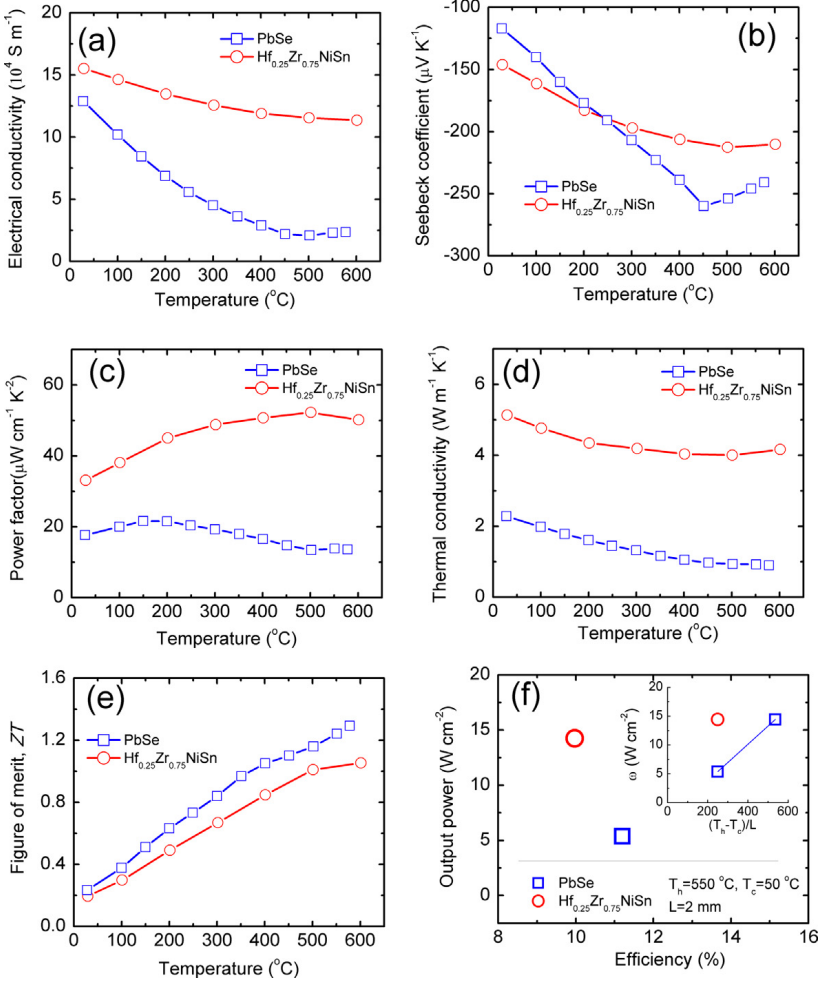 (a)
PbSe
Hf0.25Zr0.75NiSn
Electrical conductivity (10^4 S m^-1)
15
10
5
0
0 100 200 300 400 500 600
Temperature (°C)
(b)
PbSe
Hf0.25Zr0.75NiSn
Seebeck coefficient (μV K^-1)
-100
-150
-200
-250
-300
0 100 200 300 400 500 600
Temperature (°C)
(c)
PbSe
Hf0.25Zr0.75NiSn
Power factor(μW cm^-1 K^-2)
60
40
20
0
0 100 200 300 400 500 600
Temperature (°C)
(d)
PbSe
Hf0.25Zr0.75NiSn
Thermal conductivity (W m^-1 K^-1)
6
4
2
0
0 100 200 300 400 500 600
Temperature (°C)
(e)
PbSe
Hf0.25Zr0.75NiSn
Figure of merit, ZT
1.6
1.2
0.8
0.4
0.0
0 100 200 300 400 500 600
Temperature (°C)
(f)
Output power (W cm^-2)
20
15
10
5
0
ω (W cm^-2)
15
15
10
5
0
0 200 400 600
(Th-Tc)/L
PbSe
Hf0.25Zr0.75NiSn
Th=550 °C, Tc=50 °C
L=2 mm
8 10 12 14 16
Efficiency (%)